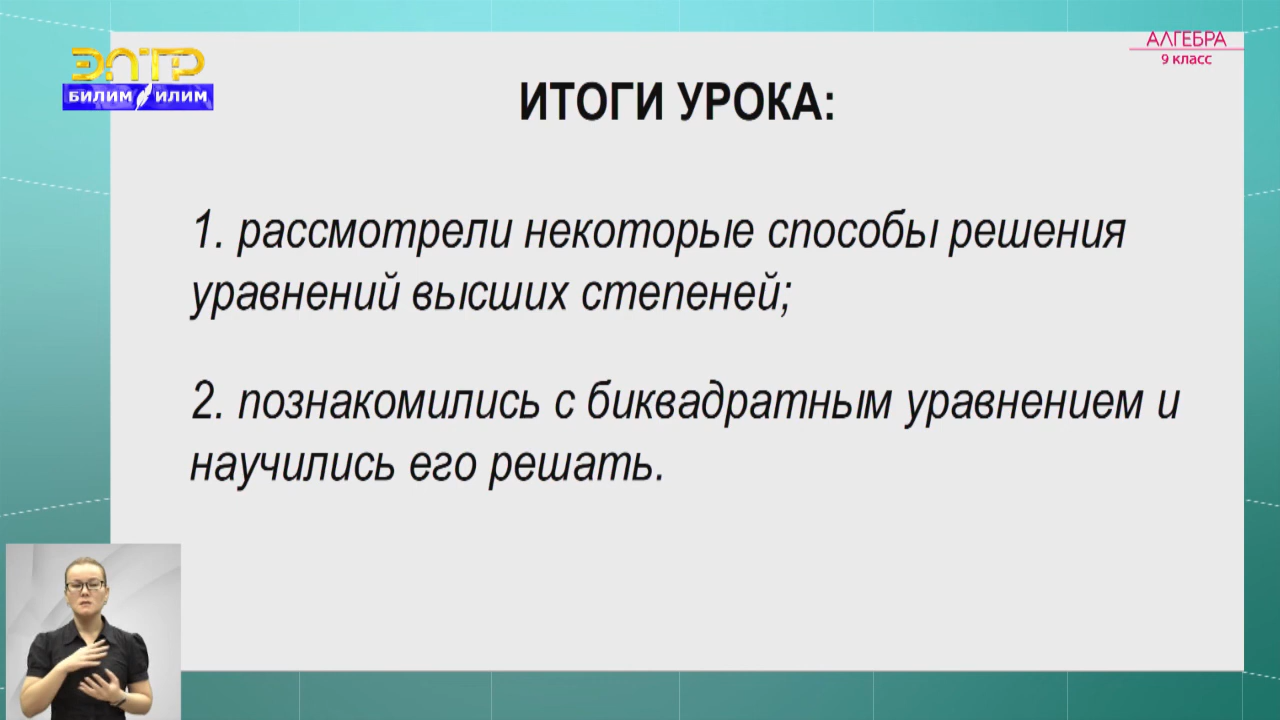 ЭЛТР
БИЛИМ ИЛИМ
АЛГЕБРА
9 класс
ИТОГИ УРОКА:
1. рассмотрели некоторые способы решения
уравнений высших степеней;
2. познакомились с биквадратным уравнением и
научились его решать.